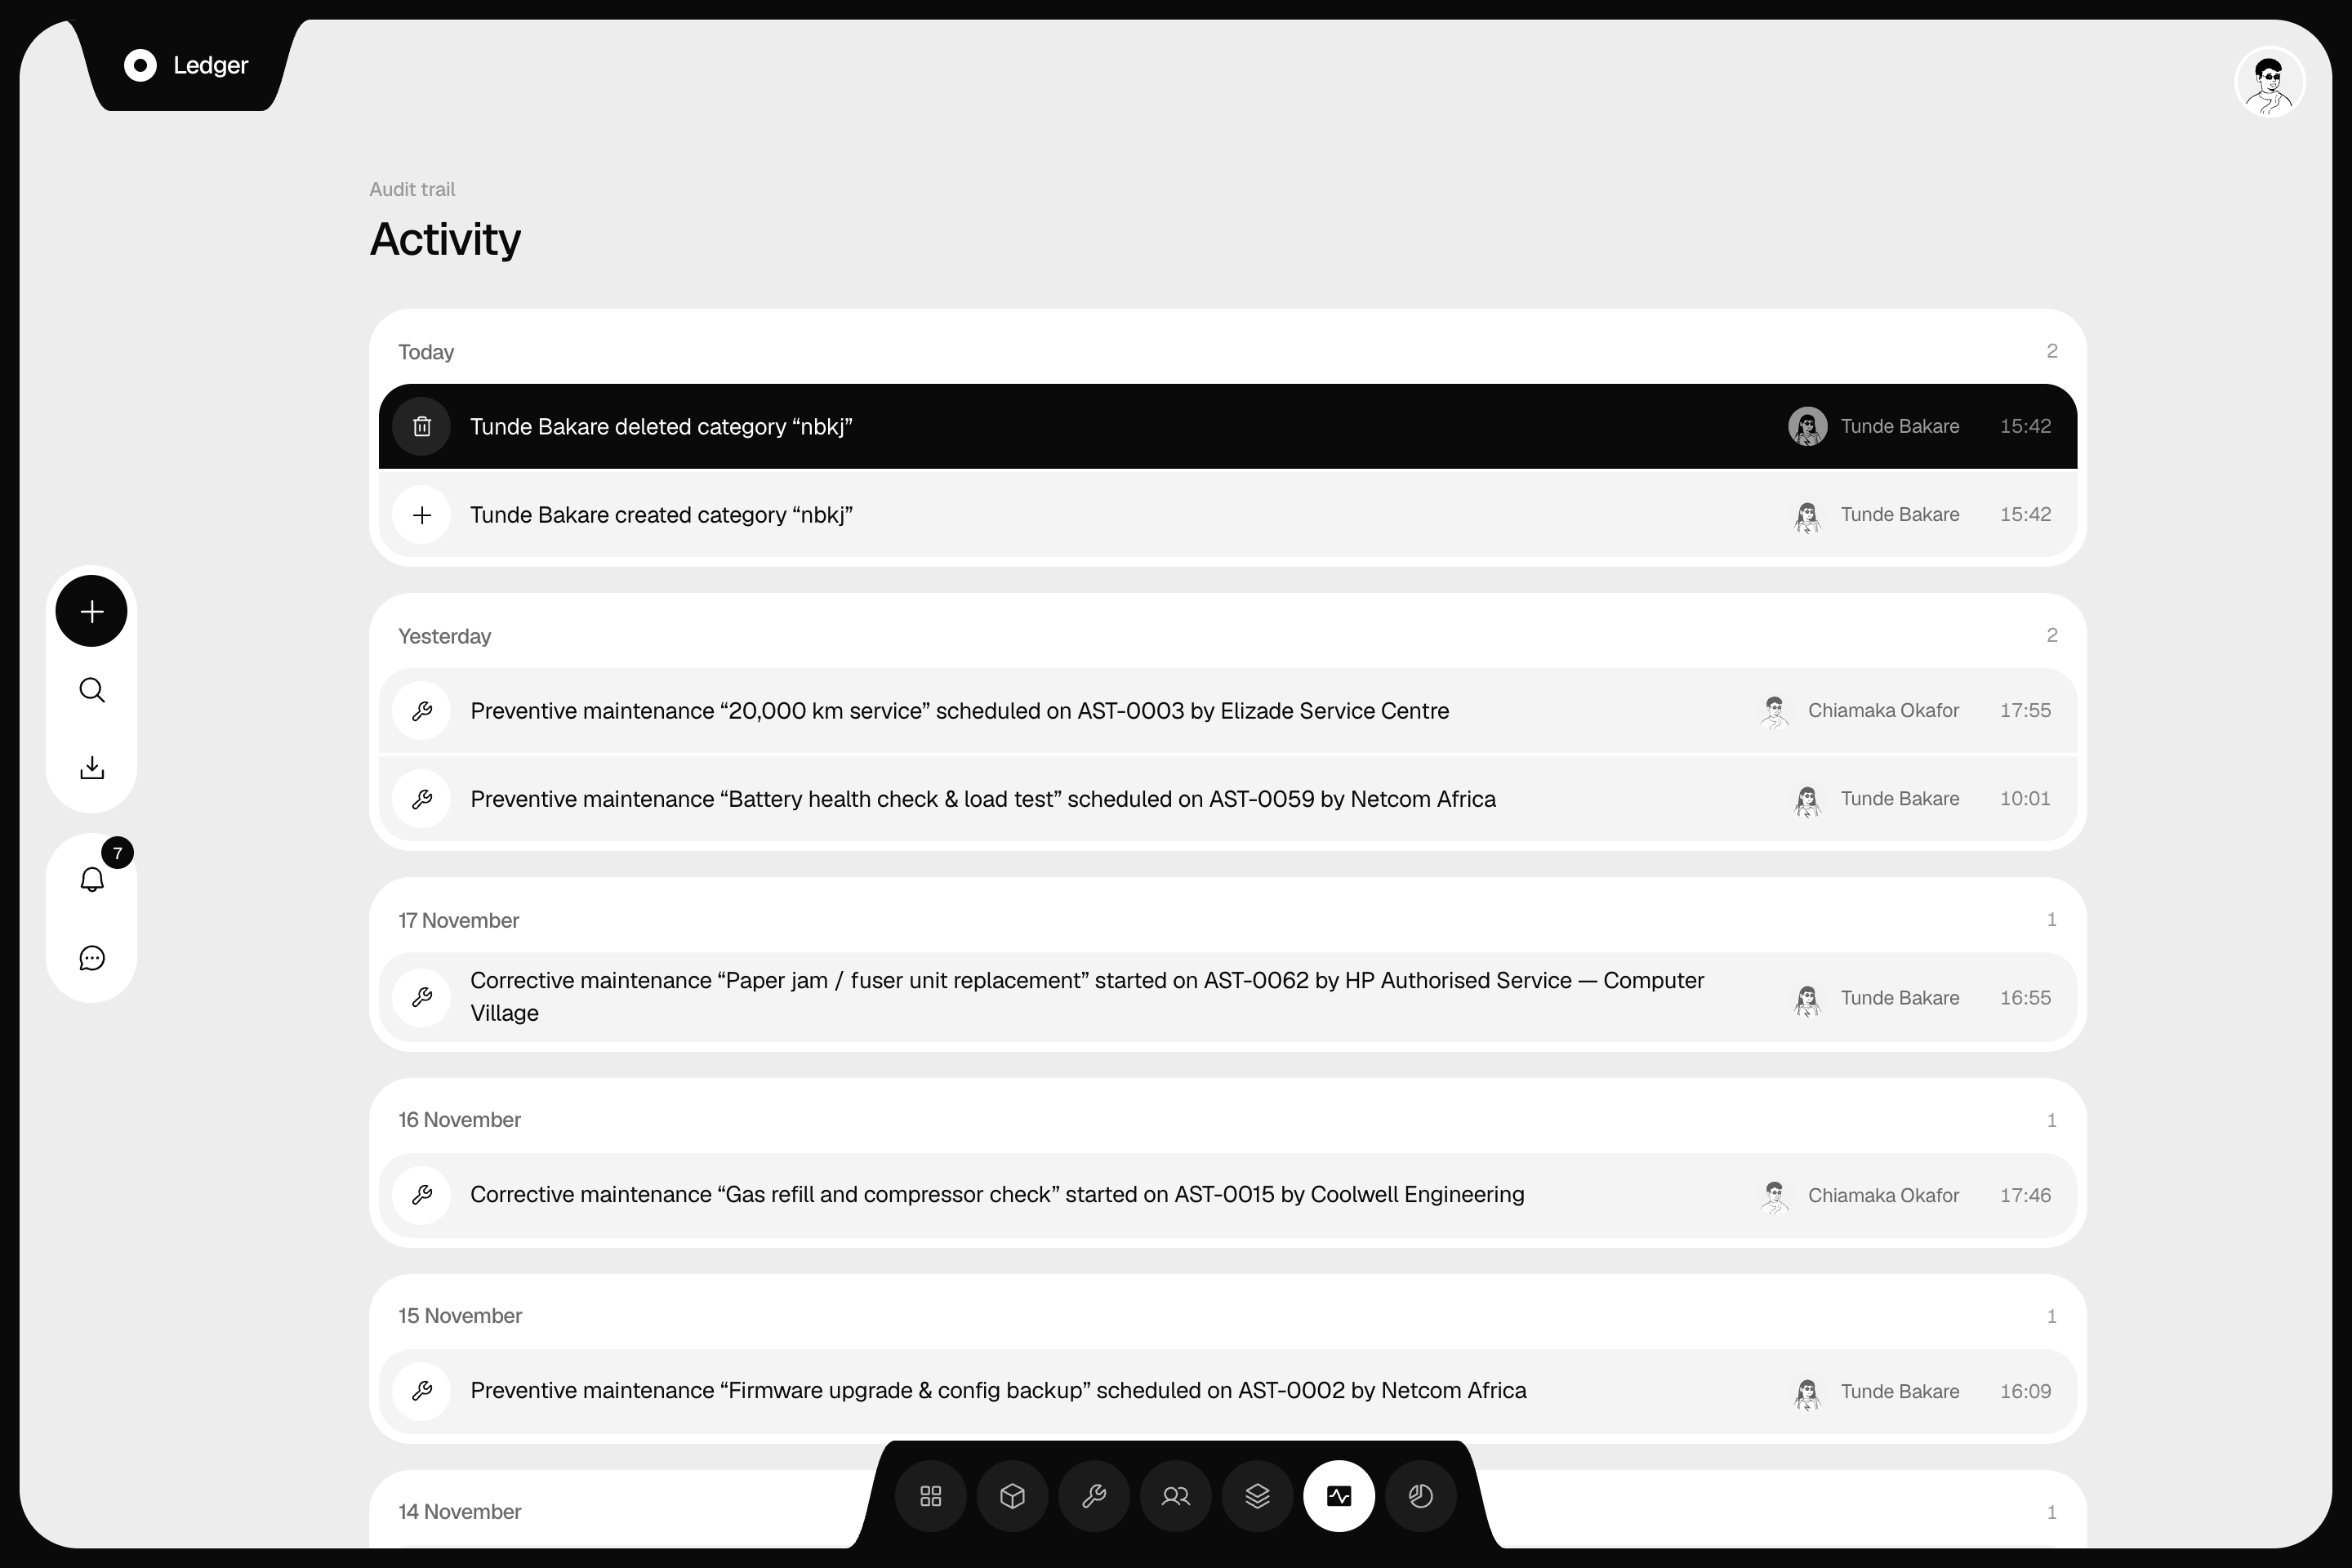 Ledger
Audit trail
Activity
Today 2
Tunde Bakare deleted category “nbkj” Tunde Bakare 15:42
Tunde Bakare created category “nbkj” Tunde Bakare 15:42
Yesterday 2
Preventive maintenance “20,000 km service” scheduled on AST-0003 by Elizade Service Centre Chiamaka Okafor 17:55
Preventive maintenance “Battery health check & load test” scheduled on AST-0059 by Netcom Africa Tunde Bakare 10:01
7
17 November 1
Corrective maintenance “Paper jam / fuser unit replacement” started on AST-0062 by HP Authorised Service — Computer
Village
Tunde Bakare 16:55
16 November 1
Corrective maintenance “Gas refill and compressor check” started on AST-0015 by Coolwell Engineering Chiamaka Okafor 17:46
15 November 1
Preventive maintenance “Firmware upgrade & config backup” scheduled on AST-0002 by Netcom Africa Tunde Bakare 16:09
14 November 1